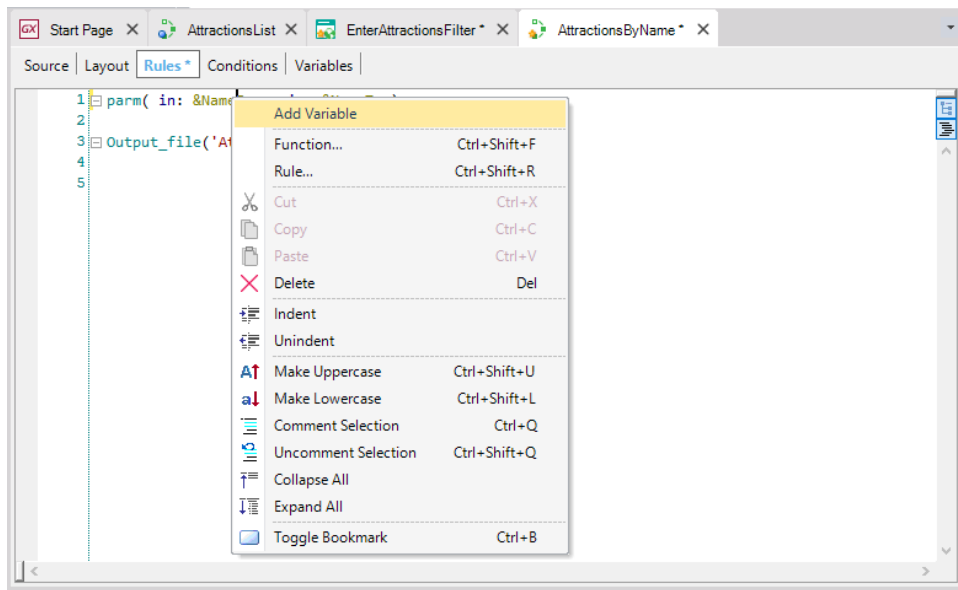 GX Start Page AttractionsList EnterAttractionsFilter * AttractionsByName *
Source Layout Rules * Conditions Variables
1 parm( in: &Name
2
3 Output_file('At
4
5
Add Variable
Function... Ctrl+Shift+F
Rule... Ctrl+Shift+R
Cut Ctrl+X
Copy Ctrl+C
Paste Ctrl+V
Delete Del
Indent
Unindent
Make Uppercase Ctrl+Shift+U
Make Lowercase Ctrl+Shift+L
Comment Selection Ctrl+Q
Uncomment Selection Ctrl+Shift+Q
Collapse All
Expand All
Toggle Bookmark Ctrl+B